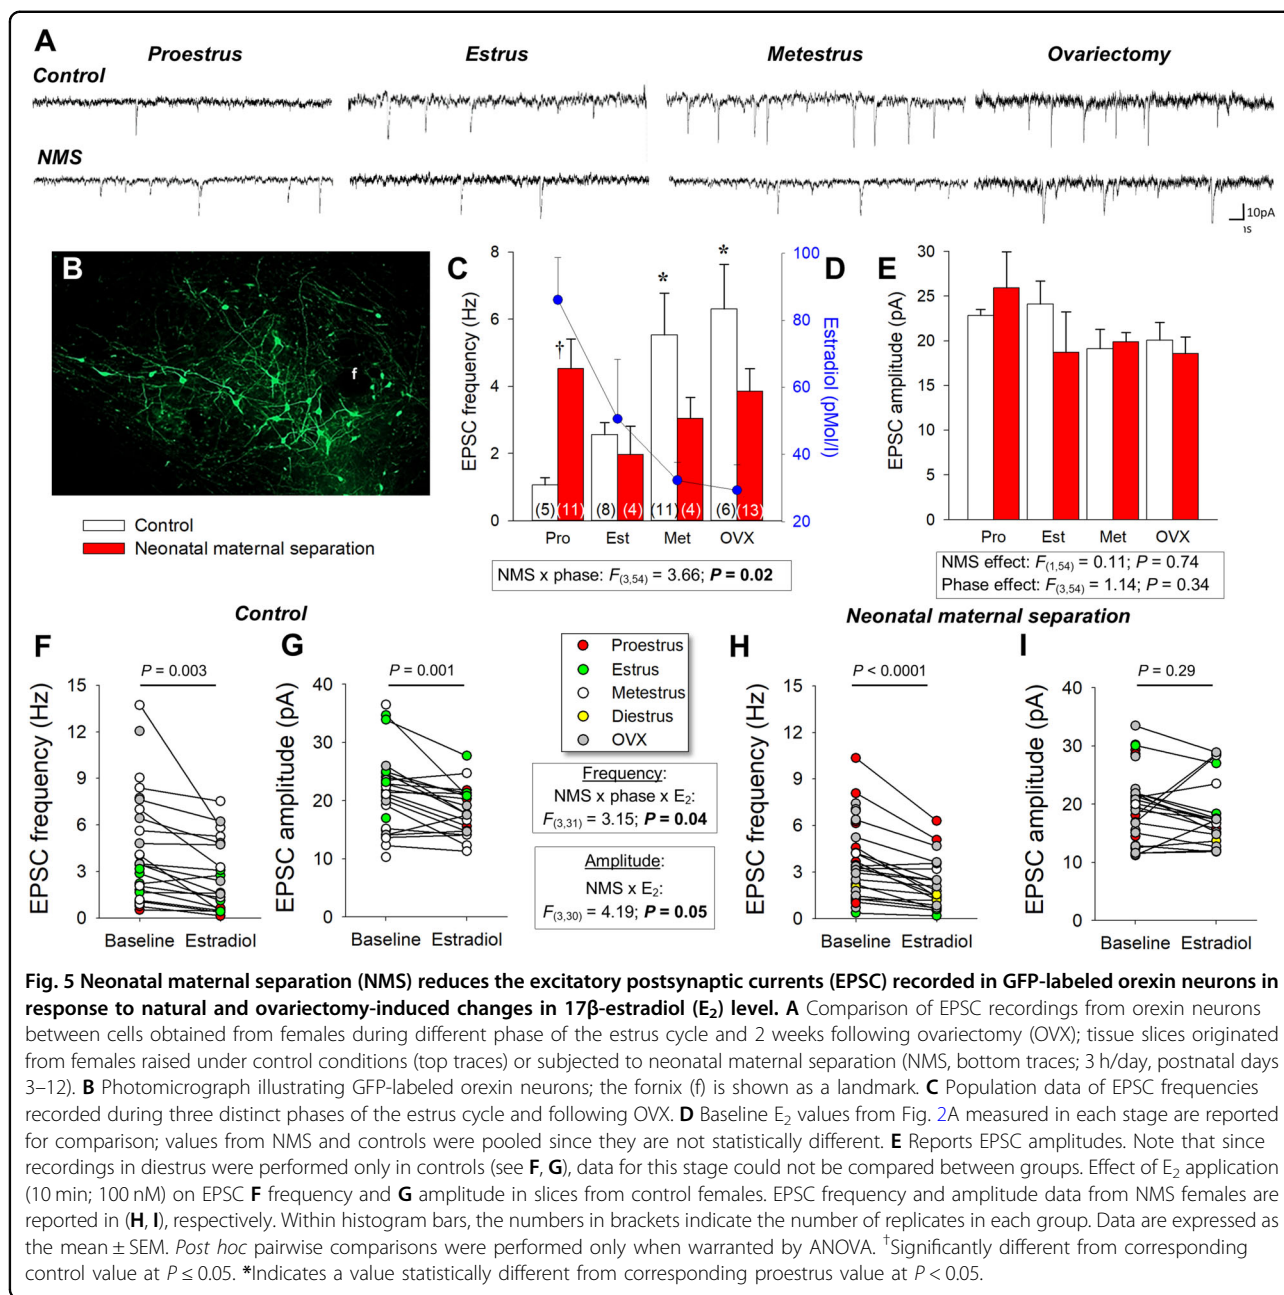 A
Proestrus
Estrus
Metestrus
Ovariectomy
Control
NMS
10pA
B
f
Control
Neonatal maternal separation
C
EPSC frequency (Hz)
8
6
4
2
0
*
*
†
(5) (11) (8) (4) (11) (4) (6) (13)
Pro Est Met OVX
NMS x phase: F(3,54) = 3.66; P = 0.02
D
100
80
60
40
20
Estradiol
(pMol/l)
E
EPSC amplitude (pA)
30
25
20
15
10
5
0
Pro Est Met OVX
NMS effect: F(1,54) = 0.11; P = 0.74
Phase effect: F(3,54) = 1.14; P = 0.34
Control
Neonatal maternal separation
F
P = 0.003
EPSC frequency (Hz)
15
12
9
6
3
0
Baseline Estradiol
G
P = 0.001
EPSC amplitude (pA)
40
30
20
10
0
Baseline Estradiol
Proestrus
Estrus
Metestrus
Diestrus
OVX
Frequency:
NMS x phase x E2:
F(3,31) = 3.15; P = 0.04
Amplitude:
NMS x E2:
F(3,30) = 4.19; P = 0.05
H
P < 0.0001
EPSC frequency (Hz)
15
12
9
6
3
0
Baseline Estradiol
I
P = 0.29
EPSC amplitude (pA)
40
30
20
10
0
Baseline Estradiol
Fig. 5 Neonatal maternal separation (NMS) reduces the excitatory postsynaptic currents (EPSC) recorded in GFP-labeled orexin neurons in
response to natural and ovariectomy-induced changes in 17β-estradiol (E2) level. A Comparison of EPSC recordings from orexin neurons
between cells obtained from females during different phase of the estrus cycle and 2 weeks following ovariectomy (OVX); tissue slices originated
from females raised under control conditions (top traces) or subjected to neonatal maternal separation (NMS, bottom traces; 3 h/day, postnatal days
3–12). B Photomicrograph illustrating GFP-labeled orexin neurons; the fornix (f) is shown as a landmark. C Population data of EPSC frequencies
recorded during three distinct phases of the estrus cycle and following OVX. D Baseline E2 values from Fig. 2A measured in each stage are reported
for comparison; values from NMS and controls were pooled since they are not statistically different. E Reports EPSC amplitudes. Note that since
recordings in diestrus were performed only in controls (see F, G), data for this stage could not be compared between groups. Effect of E2 application
(10 min; 100 nM) on EPSC F frequency and G amplitude in slices from control females. EPSC frequency and amplitude data from NMS females are
reported in (H, I), respectively. Within histogram bars, the numbers in brackets indicate the number of replicates in each group. Data are expressed as
the mean ± SEM. Post hoc pairwise comparisons were performed only when warranted by ANOVA. †Significantly different from corresponding
control value at P ≤ 0.05. *Indicates a value statistically different from corresponding proestrus value at P < 0.05.